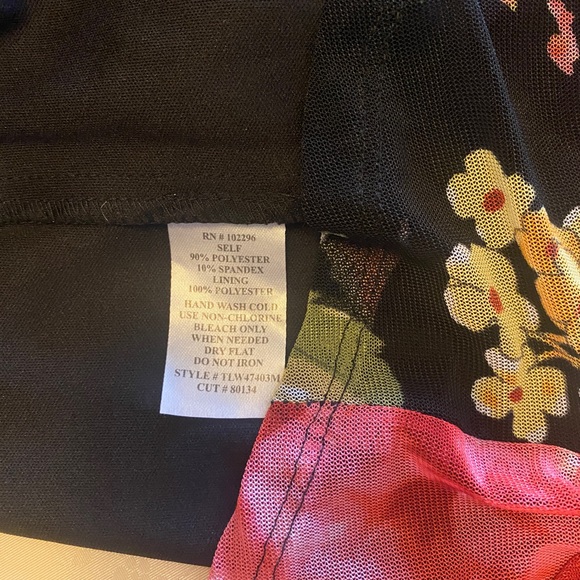 RN # 102296
SELF
90% POLYESTER
10% SPANDEX
LINING
100% POLYESTER
HAND WASH COLD
USE NON-CHLORINE
BLEACH ONLY
WHEN NEEDED
DRY FLAT
DO NOT IRON
STYLE # TLW47403M
CUT # 80134